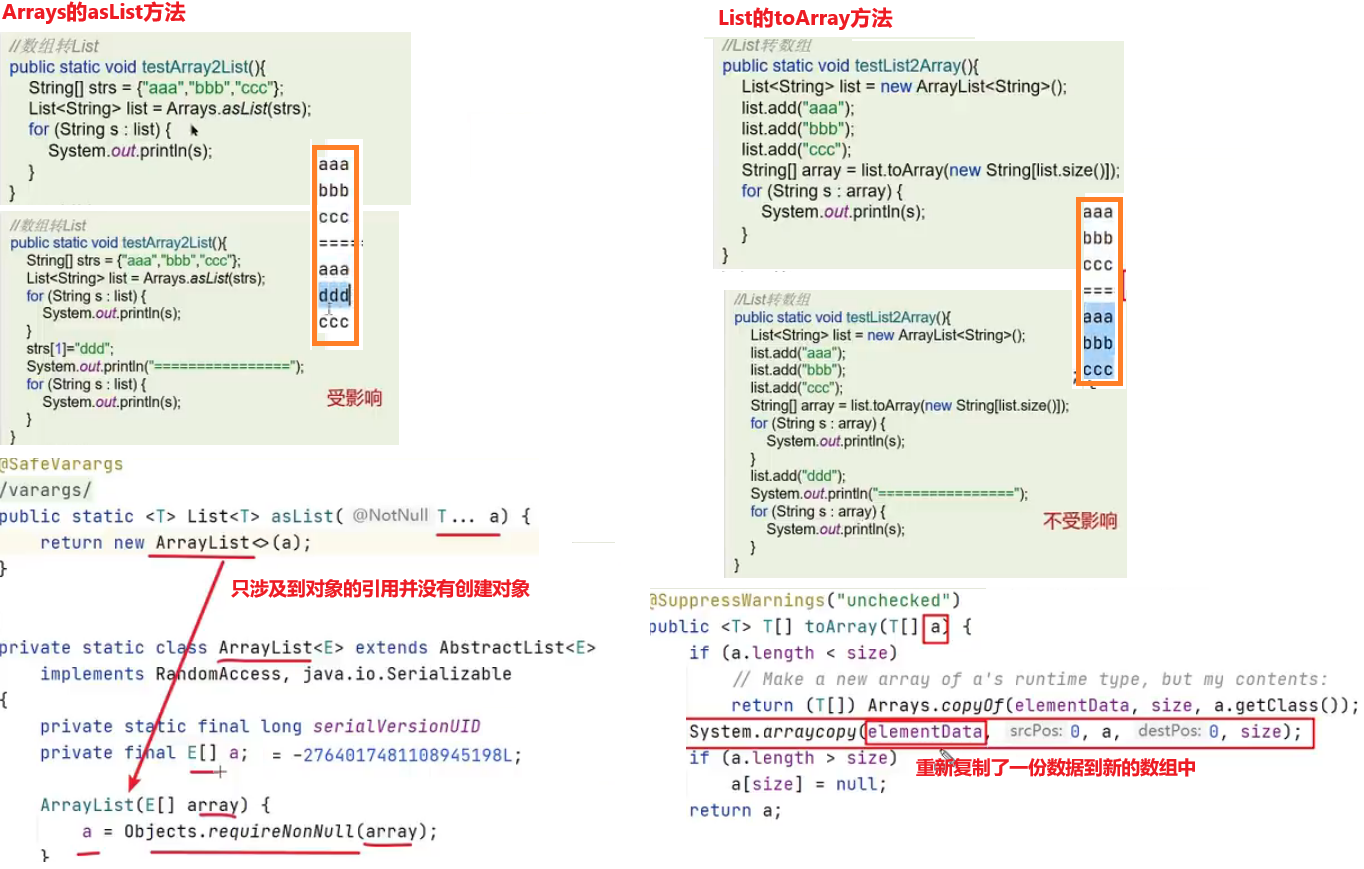 Arrays的asList方法
//数组转List
public static void testArray2List(){
String[] strs = {"aaa","bbb","ccc"};
List<String> list = Arrays.asList(strs);
for (String s : list) {
System.out.println(s);
}
}
//数组转List
public static void testArray2List(){
String[] strs = {"aaa","bbb","ccc"};
List<String> list = Arrays.asList(strs);
for (String s : list) {
System.out.println(s);
}
strs[1]="ddd";
System.out.println("================");
for (String s : list) {
System.out.println(s);
}
}
受影响
aaa
bbb
ccc
====
aaa
ddd
ccc
@SafeVarargs
/varargs/
public static <T> List<T> asList( @NotNull T... a) {
return new ArrayList<>(a);
}
只涉及到对象的引用并没有创建对象
private static class ArrayList<E> extends AbstractList<E>
implements RandomAccess, java.io.Serializable
{
private static final long serialVersionUID
private final E[] a; = -2764017481108945198L;
ArrayList(E[] array) {
a = Objects.requireNonNull(array);
}
List的toArray方法
//List转数组
public static void testList2Array(){
List<String> list = new ArrayList<String>();
list.add("aaa");
list.add("bbb");
list.add("ccc");
String[] array = list.toArray(new String[list.size()]);
for (String s : array) {
System.out.println(s);
}
}
//List转数组
public static void testList2Array(){
List<String> list = new ArrayList<String>();
list.add("aaa");
list.add("bbb");
list.add("ccc");
String[] array = list.toArray(new String[list.size()]);
for (String s : array) {
System.out.println(s);
}
list.add("ddd");
System.out.println("================");
for (String s : array) {
System.out.println(s);
}
}
不受影响
aaa
bbb
ccc
===
aaa
bbb
ccc
@SuppressWarnings("unchecked")
public <T> T[] toArray(T[] a) {
if (a.length < size)
// Make a new array of a's runtime type, but my contents:
return (T[]) Arrays.copyOf(elementData, size, a.getClass());
System.arraycopy(elementData, srcPos: 0, a, destPos: 0, size);
if (a.length > size)
重新复制了一份数据到新的数组中
a[size] = null;
return a;